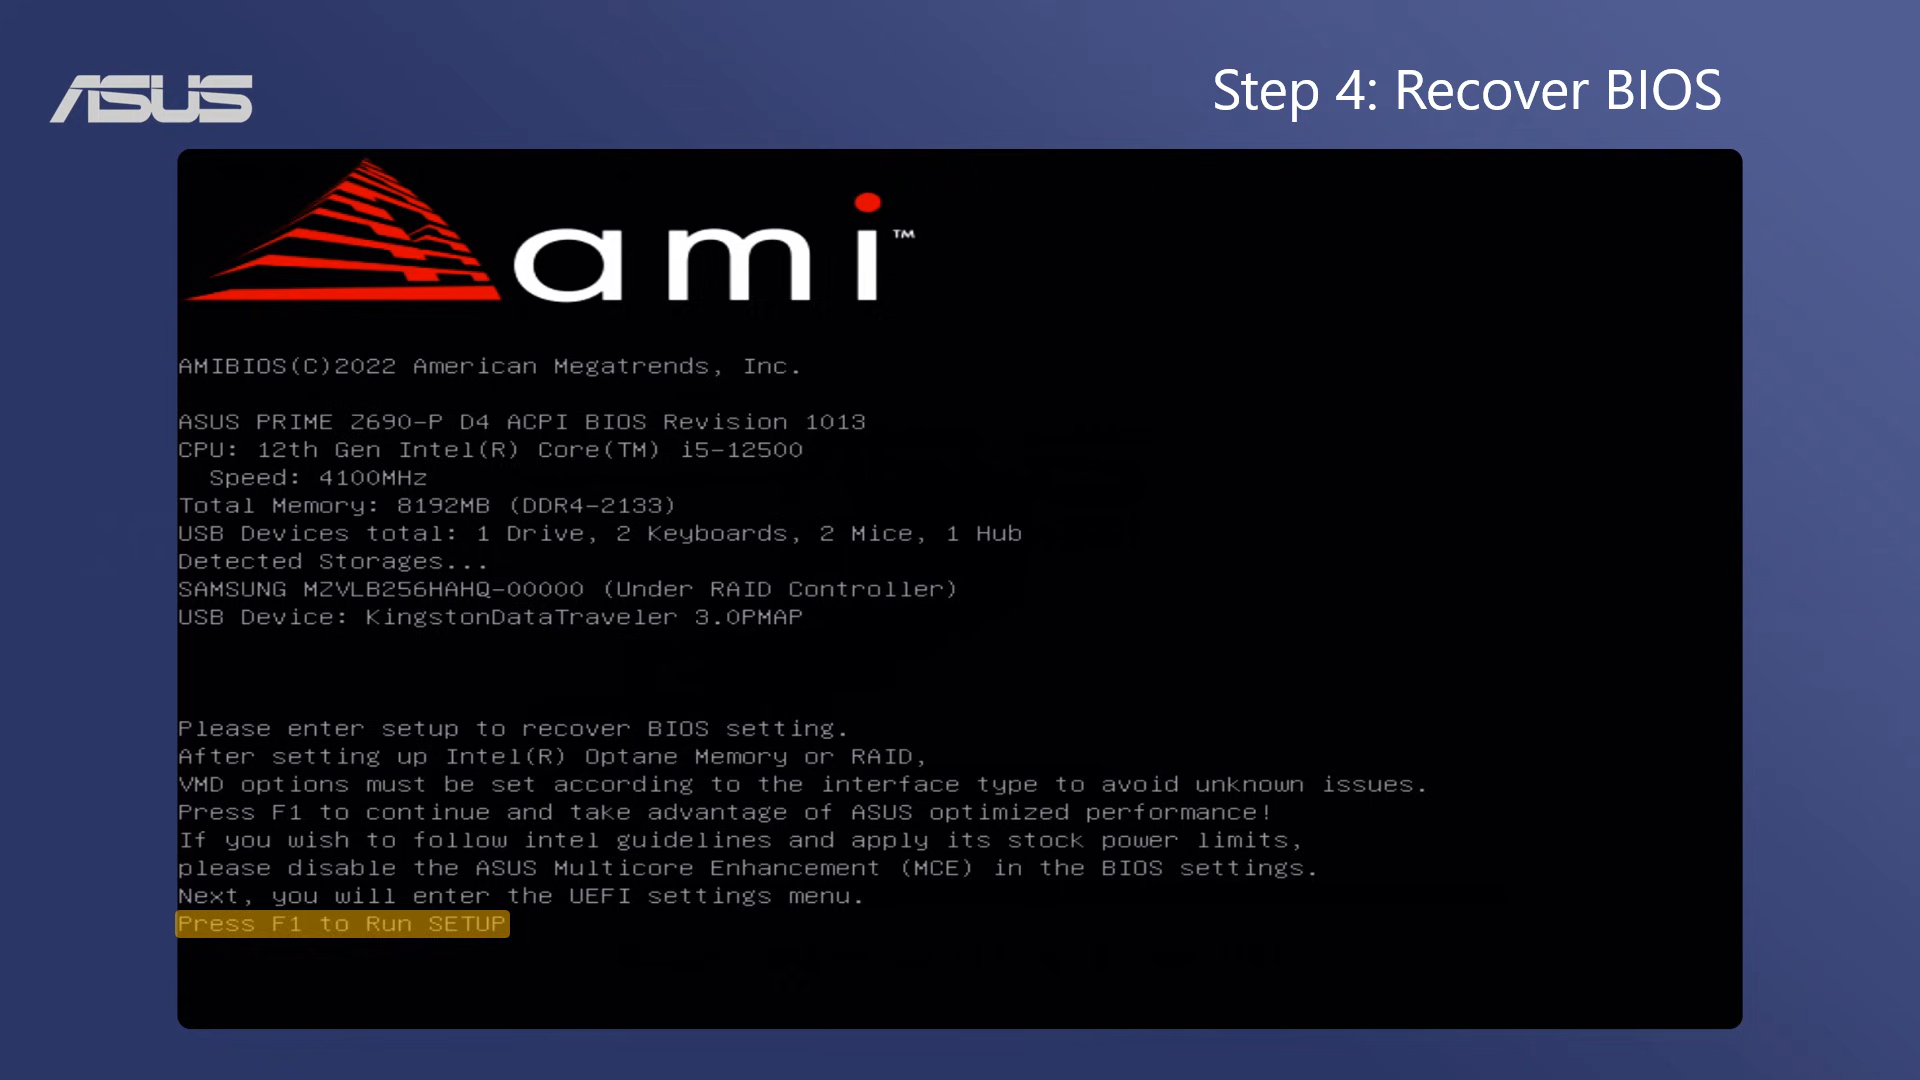 ASUS
Step 4: Recover BIOS
ami™
AMIBIOS(C)2022 American Megatrends, Inc.
ASUS PRIME Z690-P D4 ACPI BIOS Revision 1013
CPU: 12th Gen Intel(R) Core(TM) i5-12500
Speed: 4100MHz
Total Memory: 8192MB (DDR4-2133)
USB Devices total: 1 Drive, 2 Keyboards, 2 Mice, 1 Hub
Detected Storages...
SAMSUNG MZVLB256HAHQ-00000 (Under RAID Controller)
USB Device: KingstonDataTraveler 3.0PMAP
Please enter setup to recover BIOS setting.
After setting up Intel(R) Optane Memory or RAID,
VMD options must be set according to the interface type to avoid unknown issues.
Press F1 to continue and take advantage of ASUS optimized performance!
If you wish to follow intel guidelines and apply its stock power limits,
please disable the ASUS Multicore Enhancement (MCE) in the BIOS settings.
Next, you will enter the UEFI settings menu.
Press F1 to Run SETUP